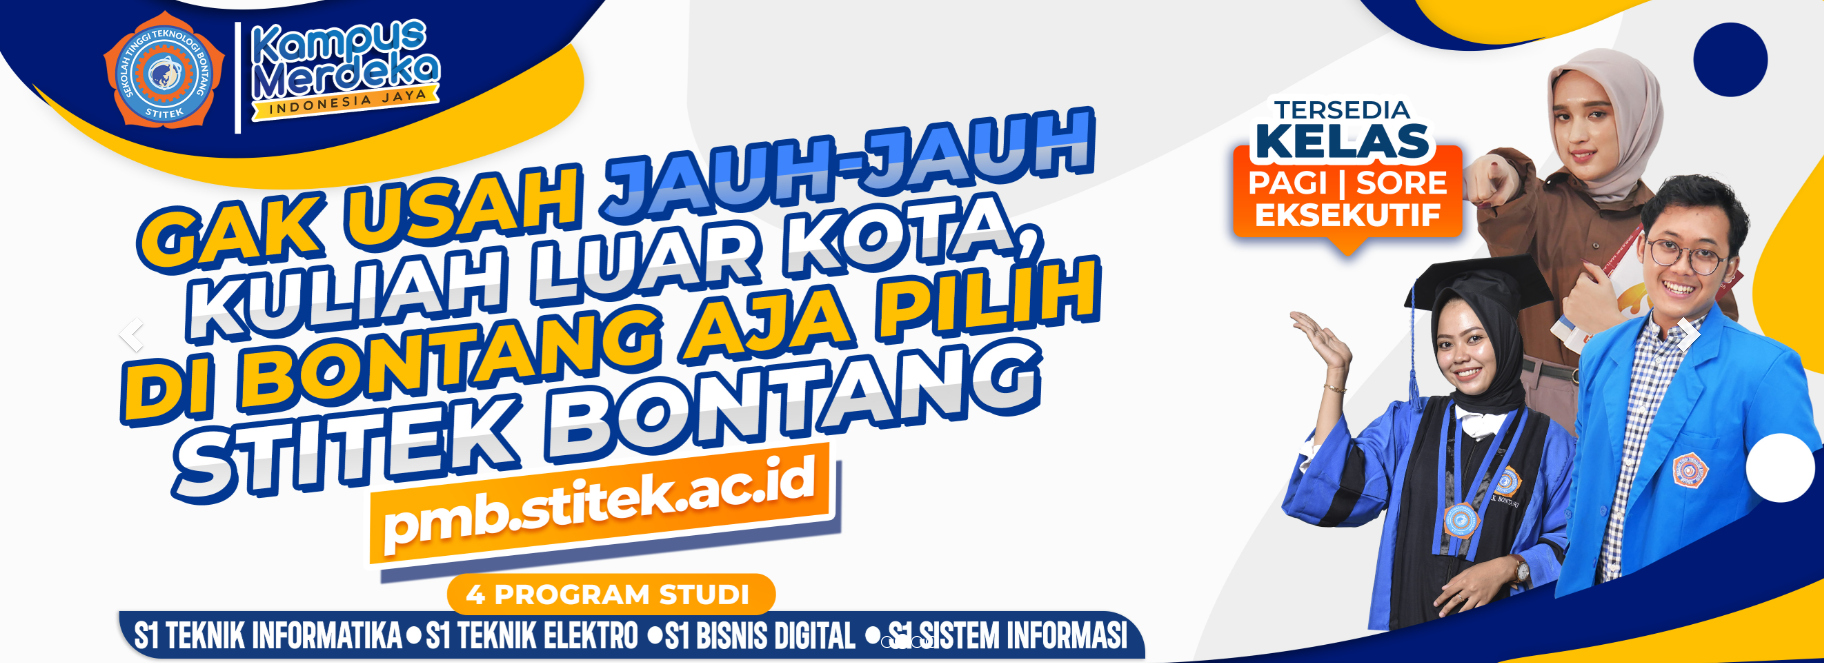 SEKOLAH TINGGI TEKNOLOGI BONTANG
STITEK
Kampus
Merdeka
INDONESIA JAYA
GAK USAH JAUH-JAUH
KULIAH LUAR KOTA,
DI BONTANG AJA PILIH
STITEK BONTANG
pmb.stitek.ac.id
4 PROGRAM STUDI
S1 TEKNIK INFORMATIKA●S1 TEKNIK ELEKTRO ●S1 BISNIS DIGITAL ●S1 SISTEM INFORMASI
TERSEDIA
KELAS
PAGI | SORE
EKSEKUTIF